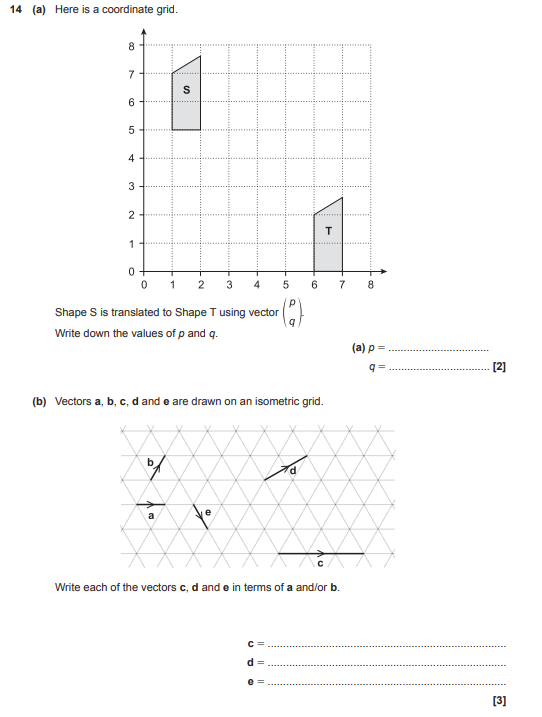 14 (a) Here is a coordinate grid.
8
7
6
5
4
3
2
1
0
S
T
0 1 2 3 4 5 6 7 8
Shape S is translated to Shape T using vector (p q).
Write down the values of p and q.
(a) p = ................................
q = ................................ [2]
(b) Vectors a, b, c, d and e are drawn on an isometric grid.
b
d
a
e
c
Write each of the vectors c, d and e in terms of a and/or b.
c = ................................
d = ................................
e = ................................
[3]